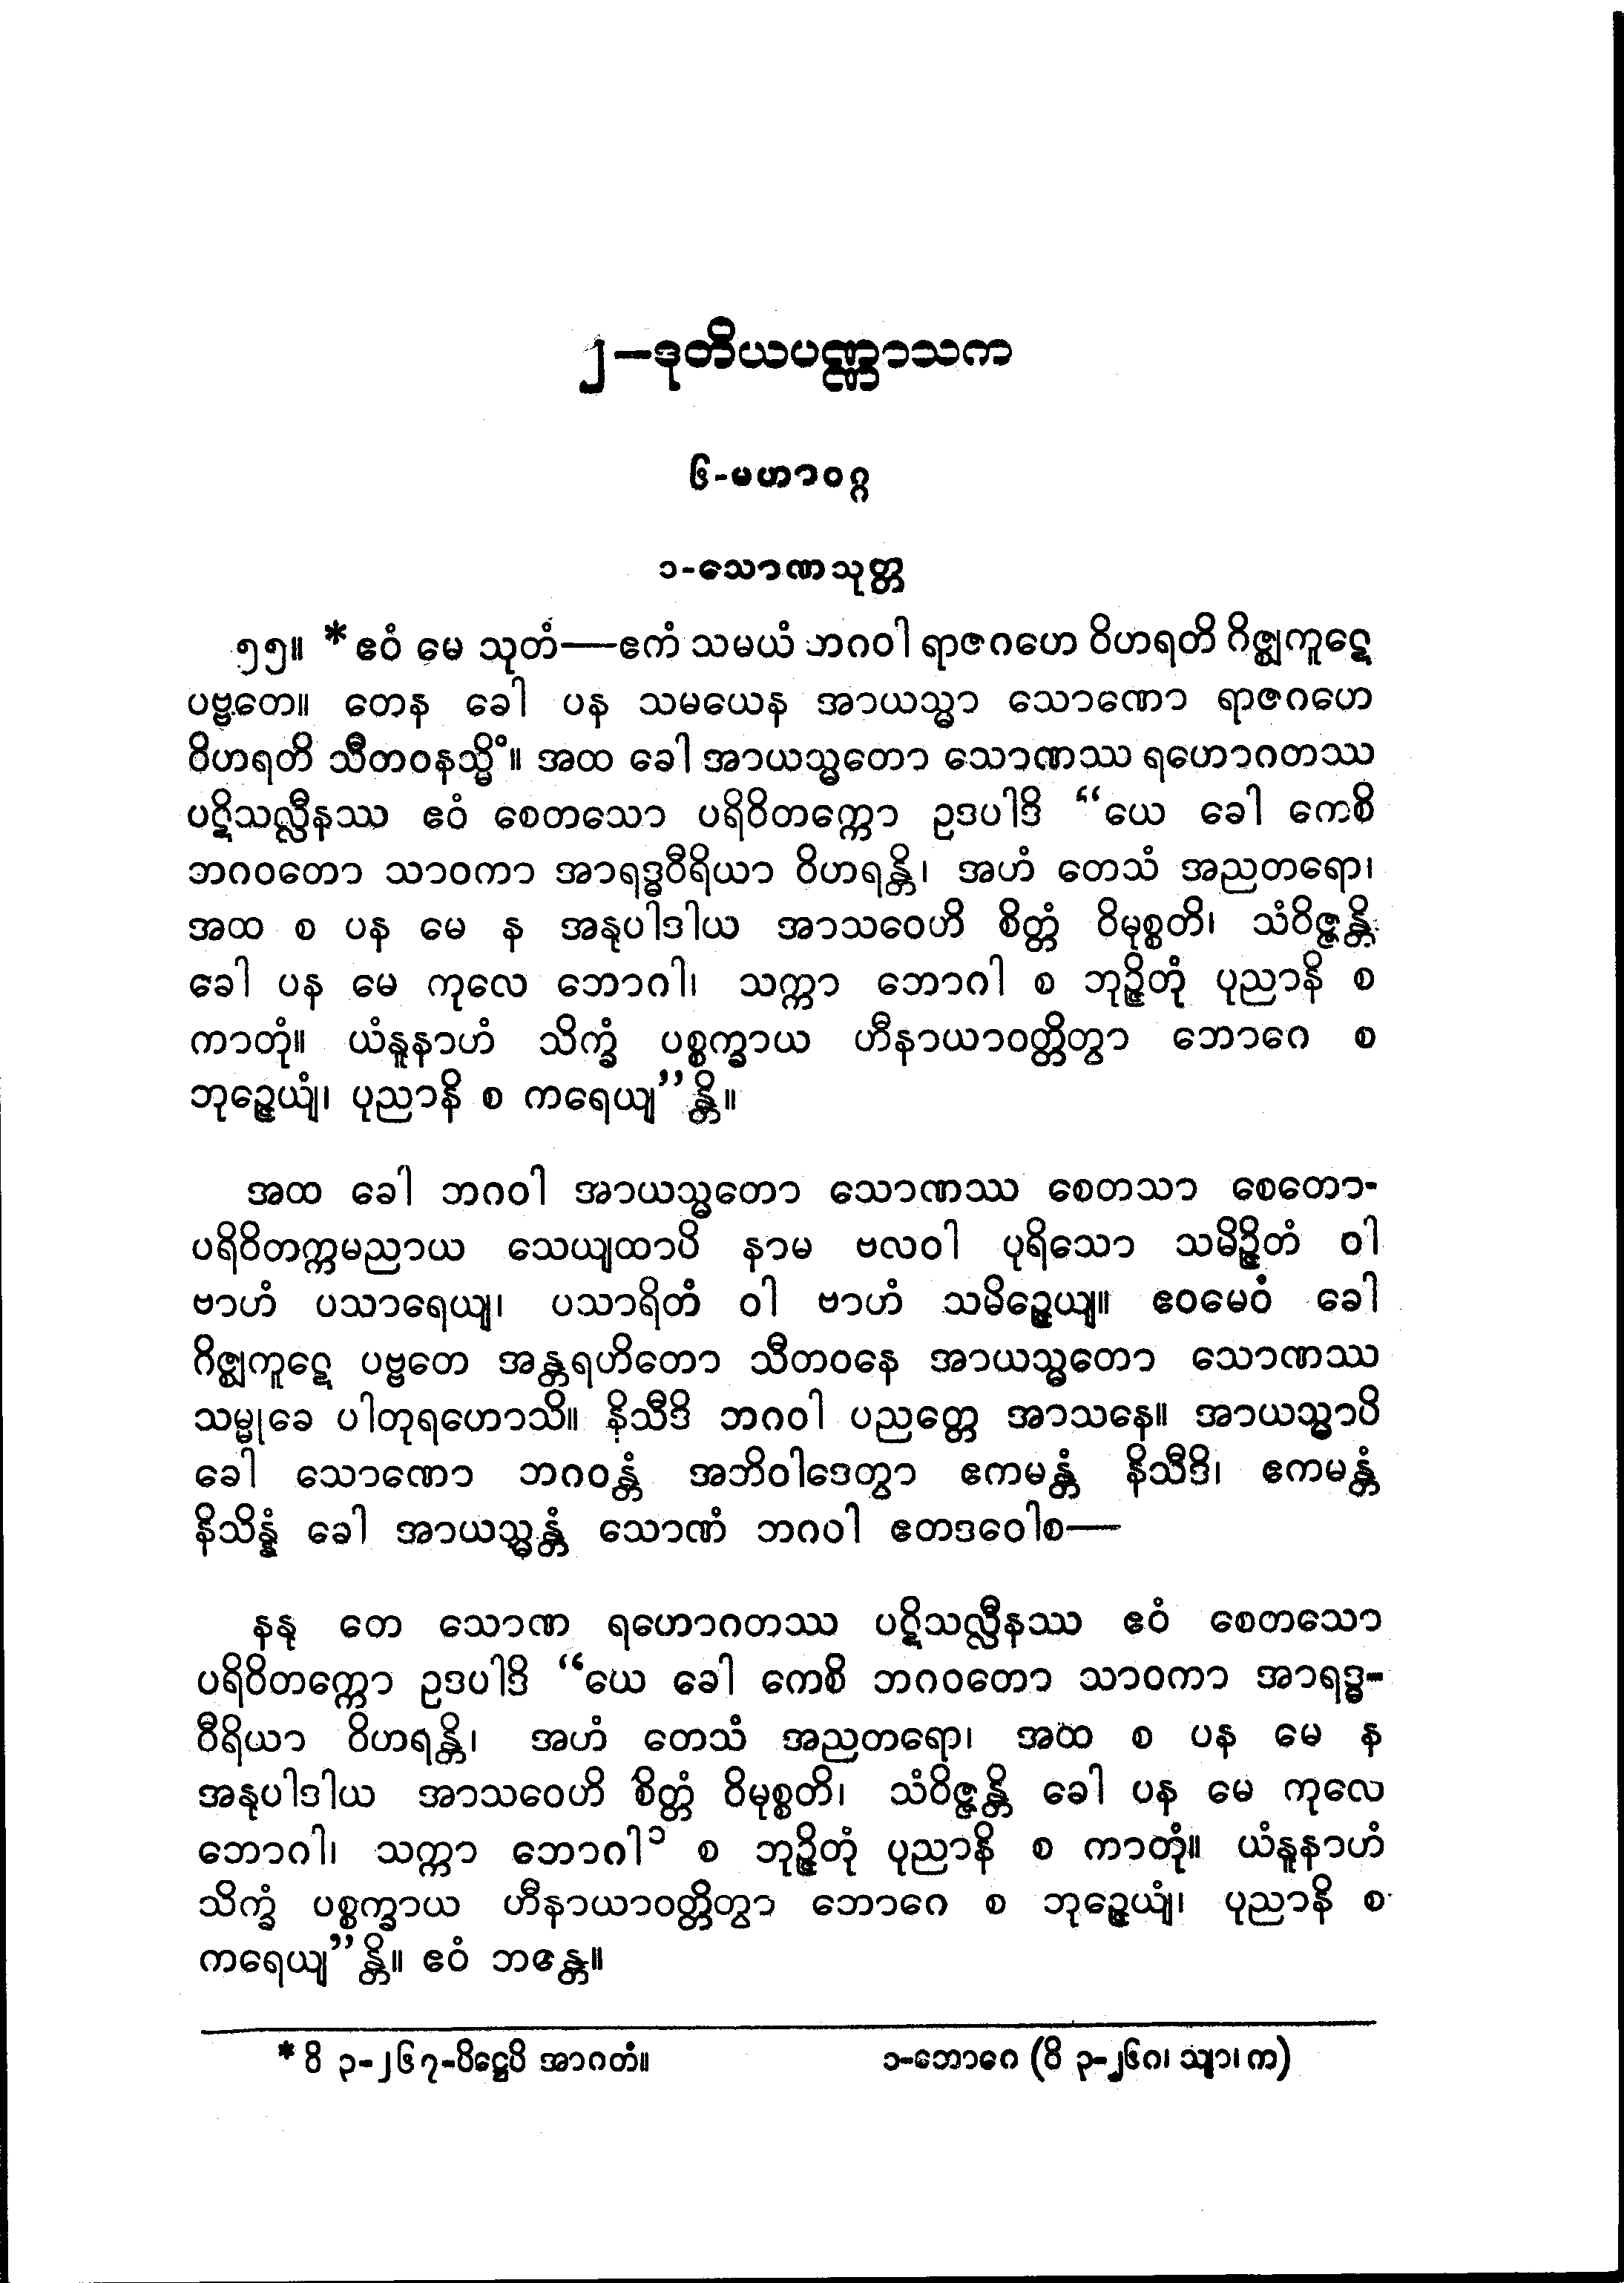 ၂—ဒုတိယပဏ္ဏာသက
၆-မဟာဝဂ္ဂ
၁-သောဏသုတ္တ
၅၅။ * ဧဝံ မေ သုတံ—ဧကံ သမယံ ဘဂဝါ ရာဇဂဟေ ဝိဟရတိ ဂိဇ္ဈကူဋေ
ပဗ္ဗတေ။ တေန ခေါ ပန သမယေန အာယသ္မာ သောဏော ရာဇဂဟေ
ဝိဟရတိ သီတဝနသ္မိံ။ အထ ခေါ အာယသ္မတော သောဏဿ ရဟောဂတဿ
ပဋိသလ္လီနဿ ဧဝံ စေတသော ပရိဝိတက္ကော ဥဒပါဒိ “ယေ ခေါ ကေစိ
ဘဂဝတော သာဝကာ အာရဒ္ဓဝီရိယာ ဝိဟရန္တိ၊ အဟံ တေသံ အညတရော၊
အထ စ ပန မေ န အနုပါဒါယ အာသဝေဟိ စိတ္တံ ဝိမုစ္စတိ၊ သံဝိဇ္ဇန္တိ
ခေါ ပန မေ ကုလေ ဘောဂါ၊ သက္ကာ ဘောဂါ စ ဘုဉ္ဇိတုံ ပုညာနိ စ
ကာတုံ။ ယံနူနာဟံ သိက္ခံ ပစ္စက္ခာယ ဟီနာယာဝတ္တိတွာ ဘောဂေ စ
ဘုဉ္ဇေယျံ၊ ပုညာနိ စ ကရေယျ”န္တိ။
အထ ခေါ ဘဂဝါ အာယသ္မတော သောဏဿ စေတသာ စေတော-
ပရိဝိတက္ကမညာယ သေယျထာပိ နာမ ဗလဝါ ပုရိသော သမိဉ္ဇိတံ ဝါ
ဗာဟံ ပသာရေယျ၊ ပသာရိတံ ဝါ ဗာဟံ သမိဉ္ဇေယျ။ ဧဝမေဝံ ခေါ
ဂိဇ္ဈကူဋေ ပဗ္ဗတေ အန္တရဟိတော သီတဝနေ အာယသ္မတော သောဏဿ
သမ္မုခေ ပါတုရဟောသိ။ နိသီဒိ ဘဂဝါ ပညတ္တေ အာသနေ။ အာယသ္မာပိ
ခေါ သောဏော ဘဂဝန္တံ အဘိဝါဒေတွာ ဧကမန္တံ နိသီဒိ၊ ဧကမန္တံ
နိသိန္နံ ခေါ အာယသ္မန္တံ သောဏံ ဘဂဝါ ဧတဒဝေါစ—
နနု တေ သောဏ ရဟောဂတဿ ပဋိသလ္လီနဿ ဧဝံ စေတသော
ပရိဝိတက္ကော ဥဒပါဒိ “ယေ ခေါ ကေစိ ဘဂဝတော သာဝကာ အာရဒ္ဓ-
ဝီရိယာ ဝိဟရန္တိ၊ အဟံ တေသံ အညတရော၊ အထ စ ပန မေ န
အနုပါဒါယ အာသဝေဟိ စိတ္တံ ဝိမုစ္စတိ၊ သံဝိဇ္ဇန္တိ ခေါ ပန မေ ကုလေ
ဘောဂါ၊ သက္ကာ ဘောဂါ၁ စ ဘုဉ္ဇိတုံ ပုညာနိ စ ကာတုံ။ ယံနူနာဟံ
သိက္ခံ ပစ္စက္ခာယ ဟီနာယာဝတ္တိတွာ ဘောဂေ စ ဘုဉ္ဇေယျံ၊ ပုညာနိ စ
ကရေယျ”န္တိ။ ဧဝံ ဘန္တေ။
* ဝိ ၃-၂၆၇-ပိဋ္ဌေပိ အာဂတံ။
၁-ဘောဂေ (ဝိ ၃-၂၆၈၊ သျာ၊ က)